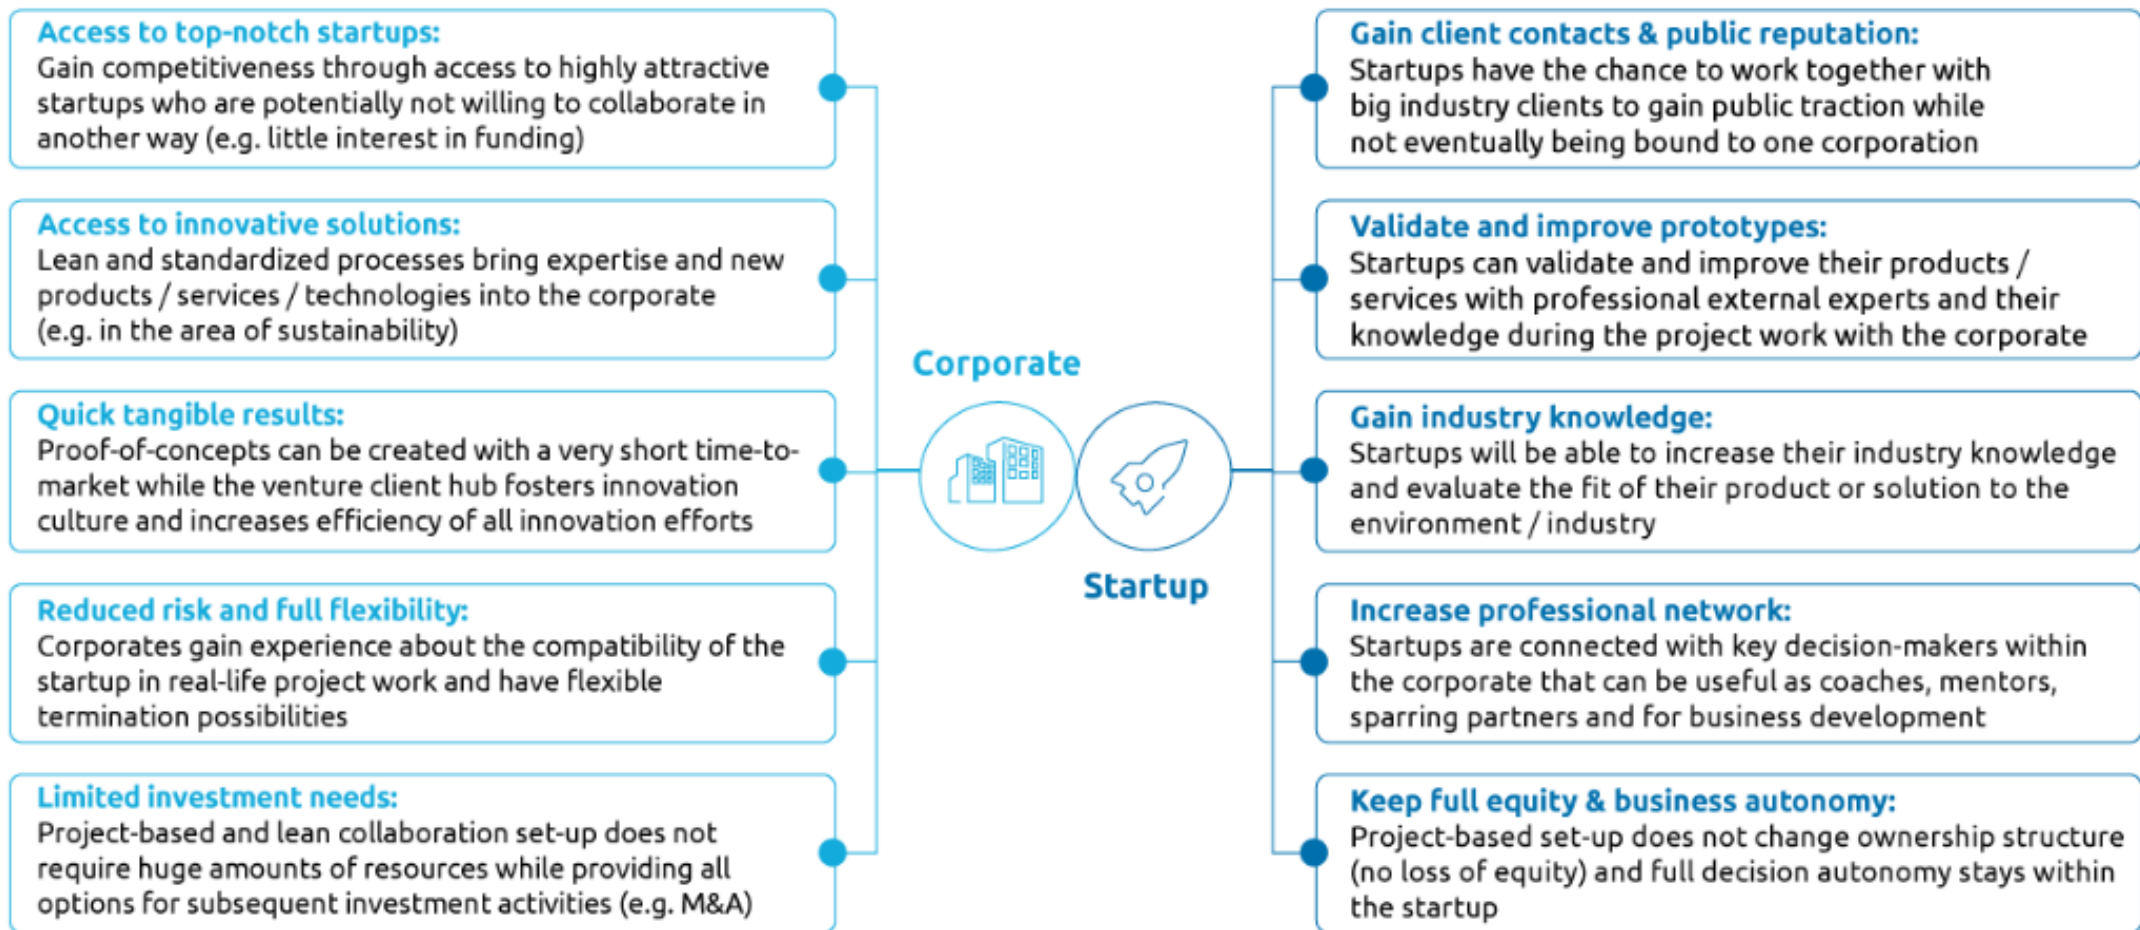 Access to top-notch startups:
Gain competitiveness through access to highly attractive
startups who are potentially not willing to collaborate in
another way (e.g. little interest in funding)
Access to innovative solutions:
Lean and standardized processes bring expertise and new
products / services / technologies into the corporate
(e.g. in the area of sustainability)
Quick tangible results:
Proof-of-concepts can be created with a very short time-to-
market while the venture client hub fosters innovation
culture and increases efficiency of all innovation efforts
Reduced risk and full flexibility:
Corporates gain experience about the compatibility of the
startup in real-life project work and have flexible
termination possibilities
Limited investment needs:
Project-based and lean collaboration set-up does not
require huge amounts of resources while providing all
options for subsequent investment activities (e.g. M&A)
Corporate
Startup
Gain client contacts & public reputation:
Startups have the chance to work together with
big industry clients to gain public traction while
not eventually being bound to one corporation
Validate and improve prototypes:
Startups can validate and improve their products /
services with professional external experts and their
knowledge during the project work with the corporate
Gain industry knowledge:
Startups will be able to increase their industry knowledge
and evaluate the fit of their product or solution to the
environment / industry
Increase professional network:
Startups are connected with key decision-makers within
the corporate that can be useful as coaches, mentors,
sparring partners and for business development
Keep full equity & business autonomy:
Project-based set-up does not change ownership structure
(no loss of equity) and full decision autonomy stays within
the startup